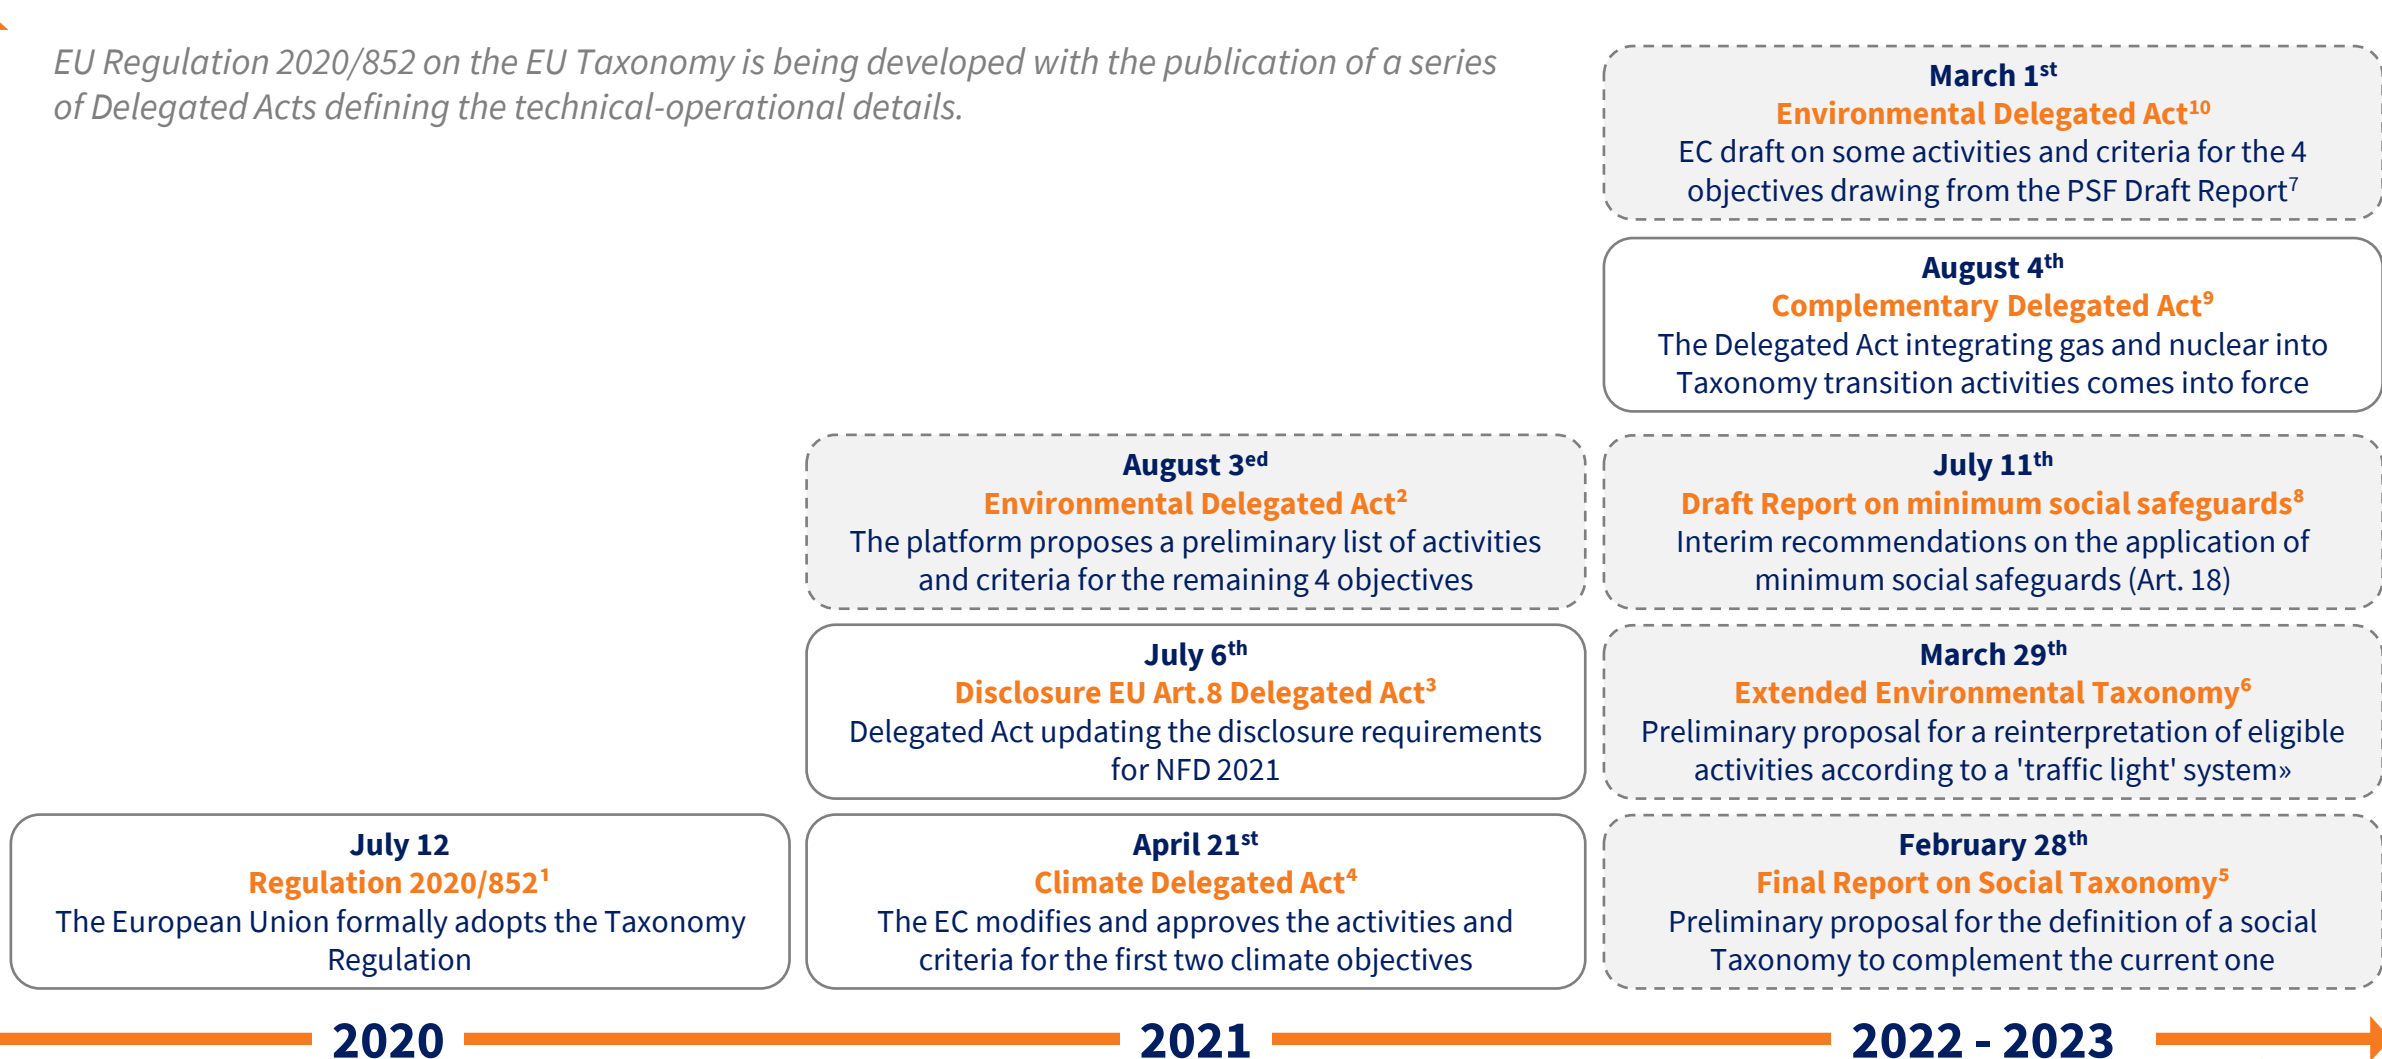 EU Regulation 2020/852 on the EU Taxonomy is being developed with the publication of a series
of Delegated Acts defining the technical-operational details.
March 1st
Environmental Delegated Act10
EC draft on some activities and criteria for the 4
objectives drawing from the PSF Draft Report7
August 4th
Complementary Delegated Act9
The Delegated Act integrating gas and nuclear into
Taxonomy transition activities comes into force
August 3ed
Environmental Delegated Act2
The platform proposes a preliminary list of activities
and criteria for the remaining 4 objectives
July 11th
Draft Report on minimum social safeguards8
Interim recommendations on the application of
minimum social safeguards (Art. 18)
July 6th
Disclosure EU Art.8 Delegated Act3
Delegated Act updating the disclosure requirements
for NFD 2021
March 29th
Extended Environmental Taxonomy6
Preliminary proposal for a reinterpretation of eligible
activities according to a 'traffic light' system»
July 12
Regulation 2020/8521
The European Union formally adopts the Taxonomy
Regulation
April 21st
Climate Delegated Act4
The EC modifies and approves the activities and
criteria for the first two climate objectives
February 28th
Final Report on Social Taxonomy5
Preliminary proposal for the definition of a social
Taxonomy to complement the current one
2020
2021
2022 - 2023